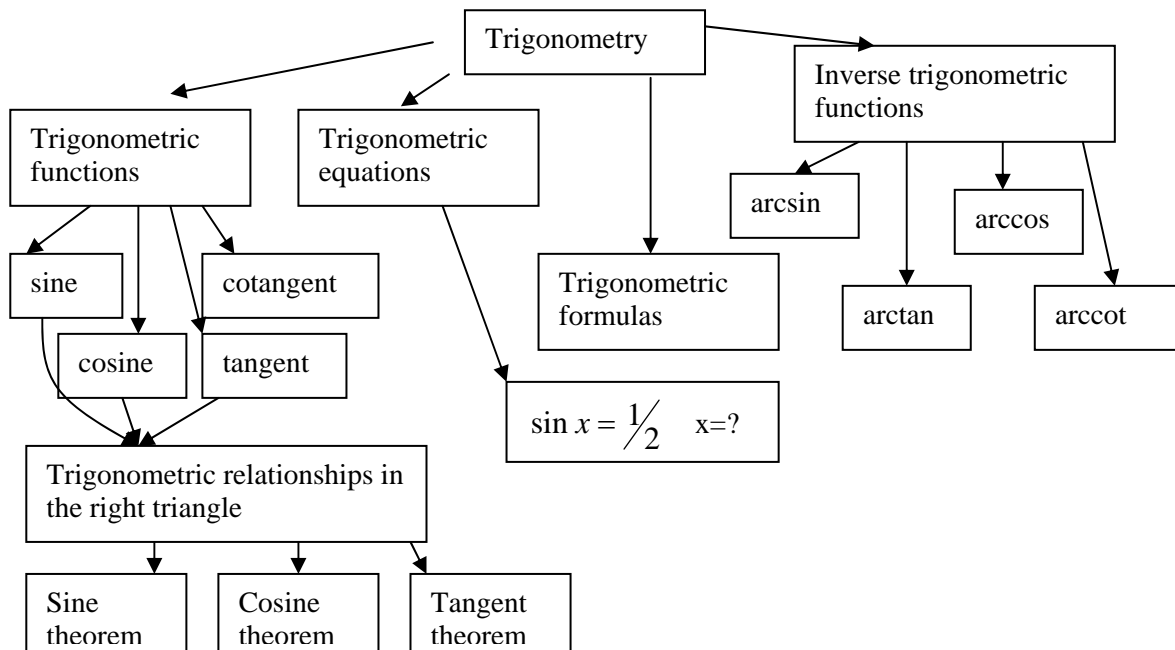 Trigonometry
Inverse trigonometric
functions
Trigonometric
functions
Trigonometric
equations
arcsin
arccos
sine
cotangent
Trigonometric
formulas
arctan
arccot
cosine
tangent
sin x = 1/2 x=?
Trigonometric relationships in
the right triangle
Sine
theorem
Cosine
theorem
Tangent
theorem